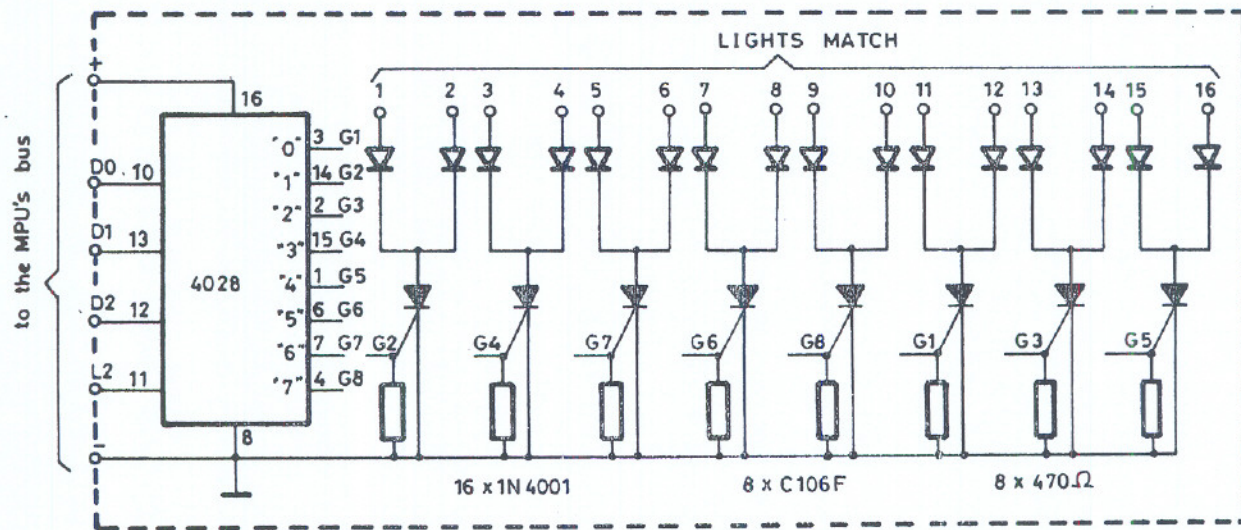 LIGHTS MATCH
to the MPU's bus
+
16
1 2 3 4 5 6 7 8 9 10 11 12 13 14 15 16
"0" 3 G1
D0 10
"1" 14 G2
"2" 2 G3
D1 13
"3" 15 G4
4028
"4" 1 G5
D2 12
"5" 6 G6
"6" 7 G7
G2 G4 G7 G6 G8 G1 G3 G5
L2 11
"7" 4 G8
8
-
16 x 1N4001 8 x C106F 8 x 470Ω